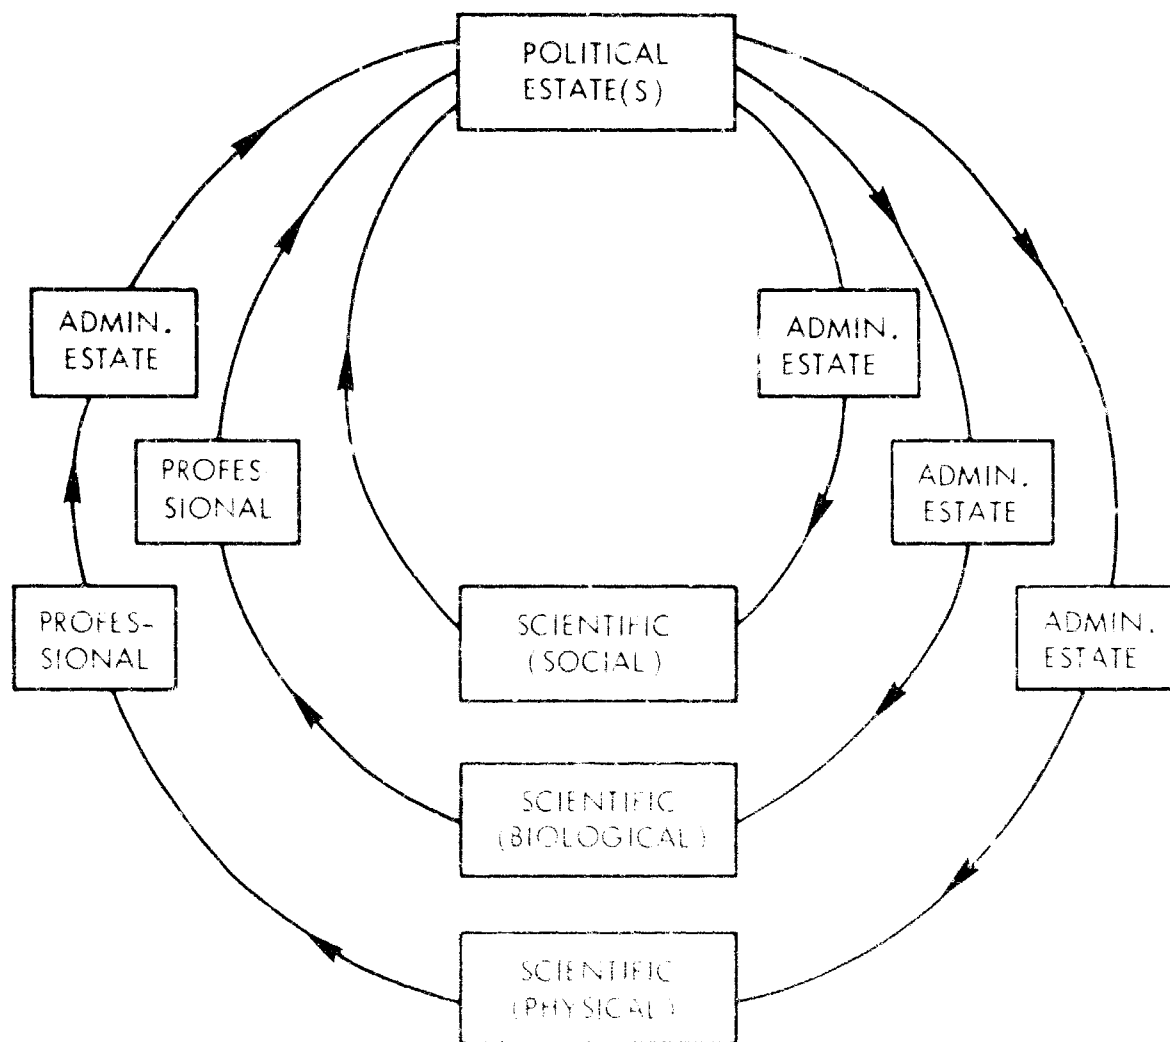 POLITICAL
ESTATE(S)
ADMIN.
ESTATE
ADMIN.
ESTATE
PROFES
SIONAL
ADMIN.
ESTATE
PROFES-
SIONAL
SCIENTIFIC
(SOCIAL)
ADMIN.
ESTATE
SCIENTIFIC
(BIOLOGICAL)
SCIENTIFIC
(PHYSICAL)